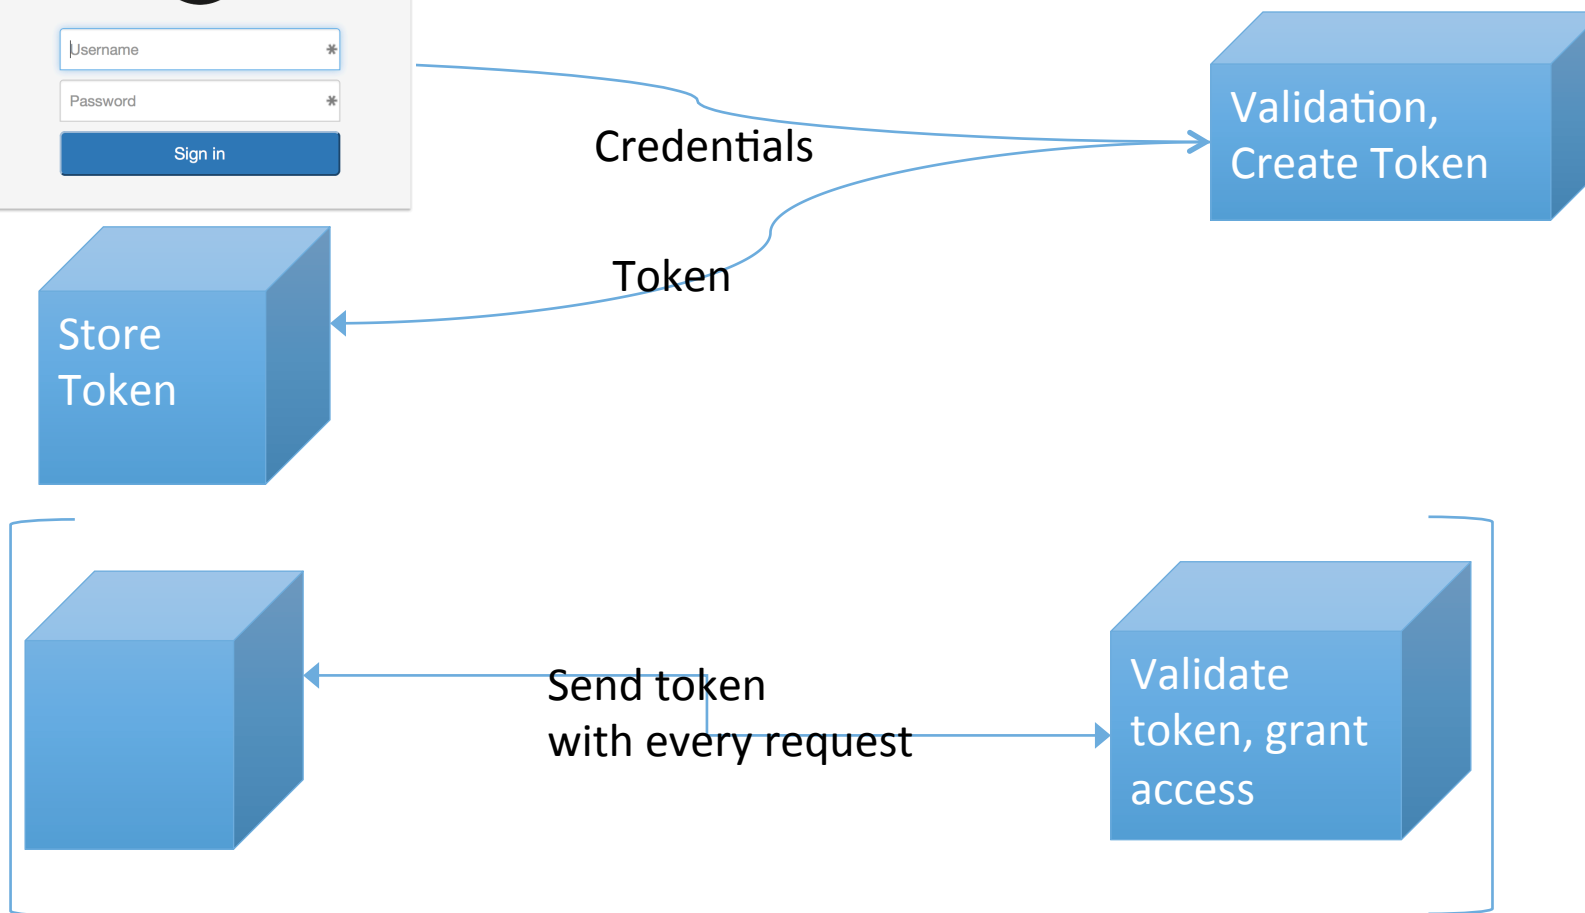 Username
Password
Sign in
Credentials
Validation,
Create Token
Token
Store
Token
Send token
with every request
Validate
token, grant
access